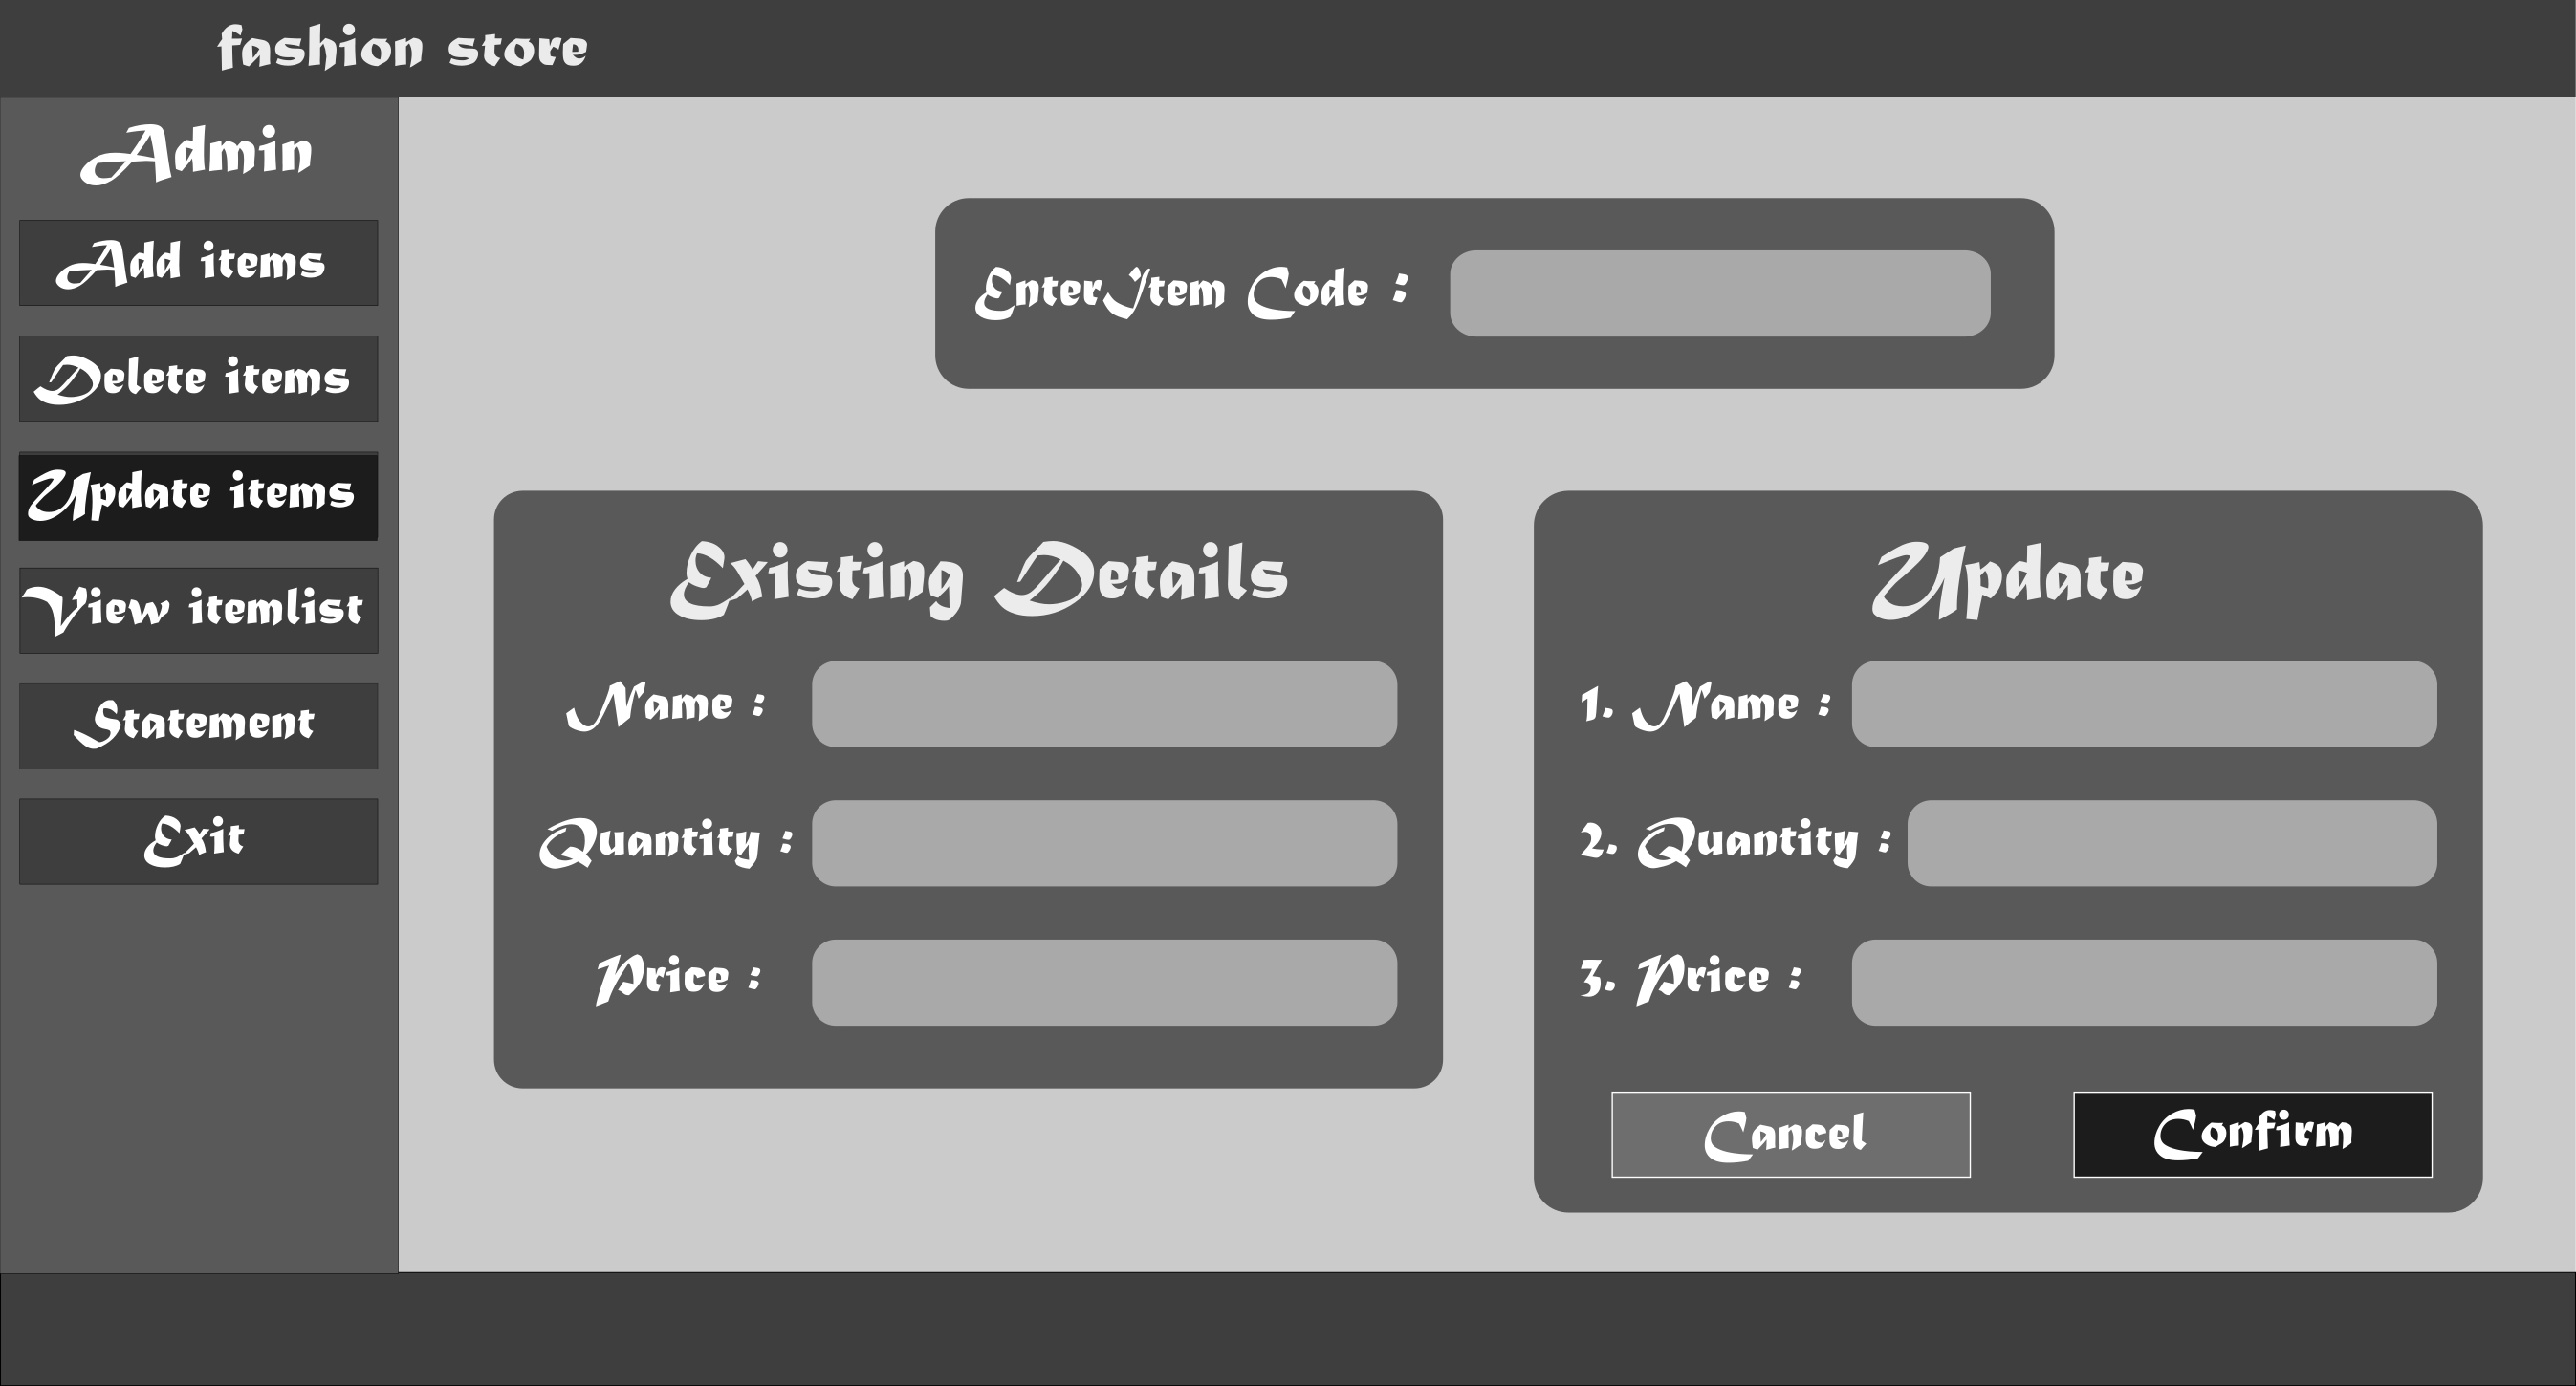 fashion store
Admin
Add items
Delete items
Update items
View itemlist
Statement
Exit
EnterItem Code :
Existing Details
Name :
Quantity :
Price :
Update
1. Name :
2. Quantity :
3. Price :
Cancel
Confirm